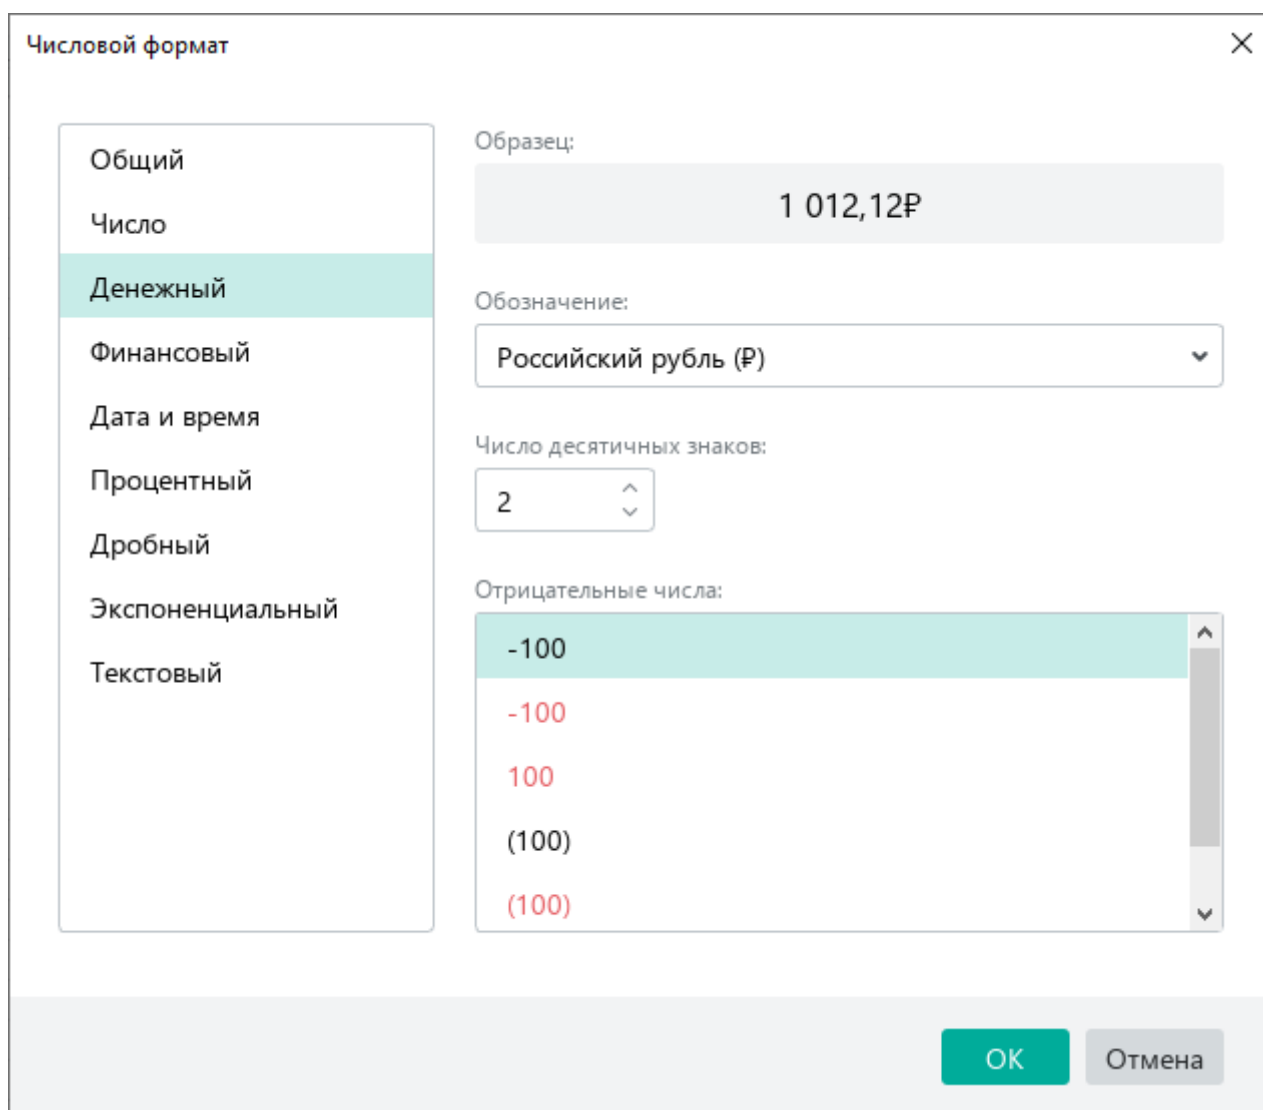 Числовой формат
Общий
Число
Денежный
Финансовый
Дата и время
Процентный
Дробный
Экспоненциальный
Текстовый
Образец:
1 012,12₽
Обозначение:
Российский рубль (₽)
Число десятичных знаков:
2
Отрицательные числа:
-100
-100
100
(100)
(100)
ОК
Отмена